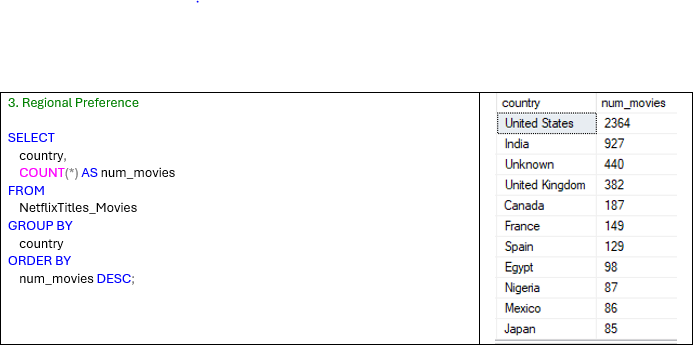 3. Regional Preference
SELECT
country,
COUNT(*) AS num_movies
FROM
NetflixTitles_Movies
GROUP BY
country
ORDER BY
num_movies DESC;
country num_movies
United States 2364
India 927
Unknown 440
United Kingdom 382
Canada 187
France 149
Spain 129
Egypt 98
Nigeria 87
Mexico 86
Japan 85